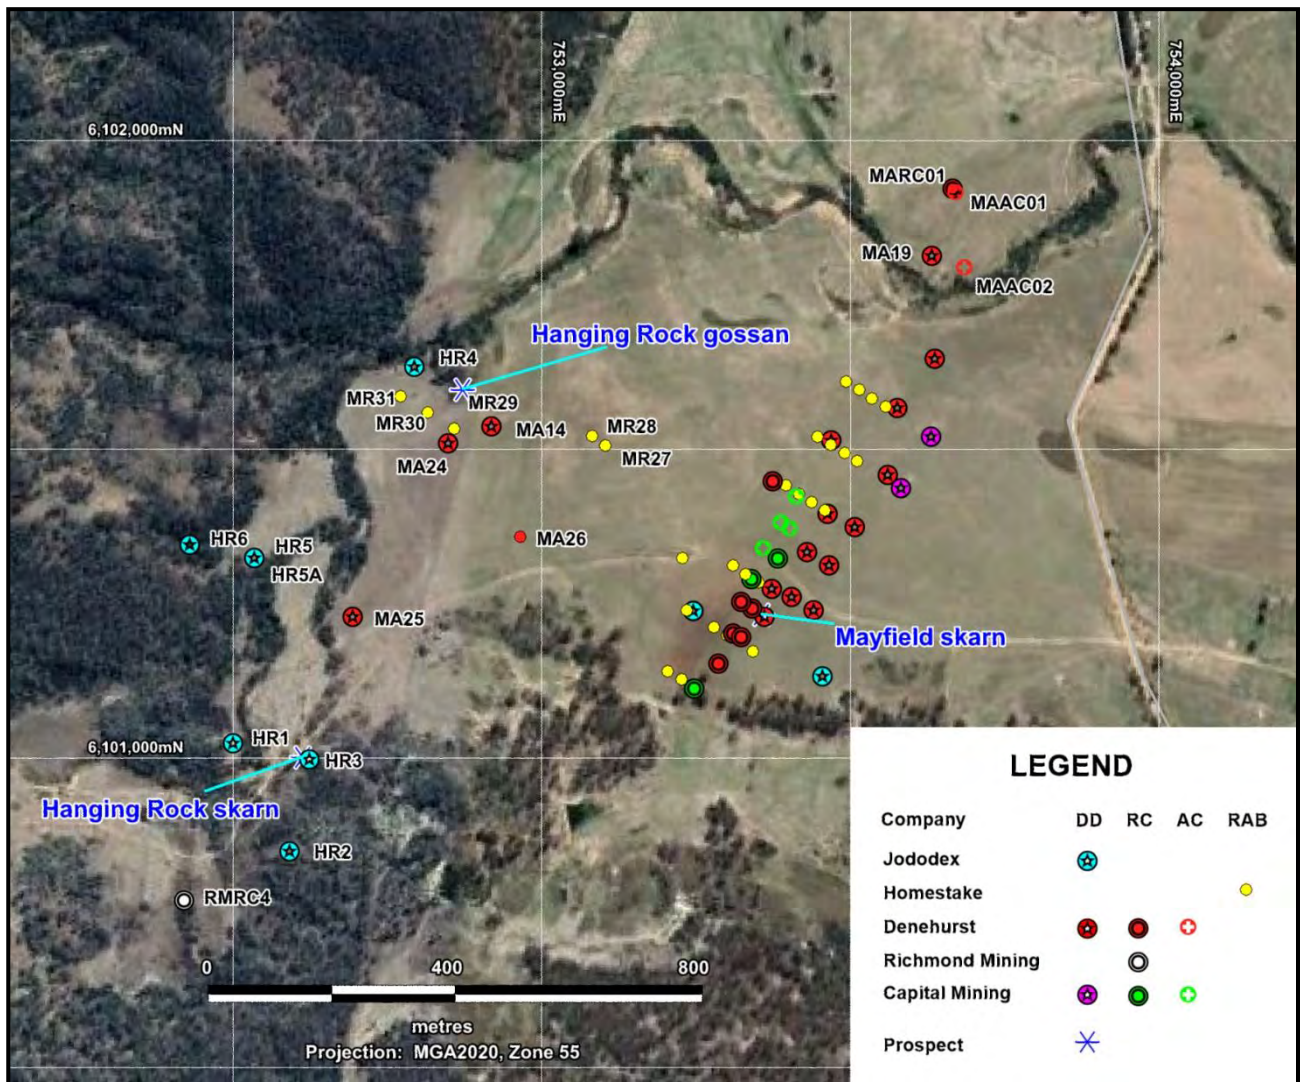 753,000mE
754,000mE
6,102,000mN
MARC01
MAAC01
MA19
MAAC02
Hanging Rock gossan
HR4
MR31
MR29
MR30
MA14
MR28
MA24
MR27
HR6
HR5
MA26
HR5A
MA25
Mayfield skarn
HR1
6,101,000mN
HR3
Hanging Rock skarn
HR2
RMRC4
0 400 800
metres
Projection: MGA2020, Zone 55
LEGEND
Company DD RC AC RAB
Jododex
Homestake
Denehurst
Richmond Mining
Capital Mining
Prospect